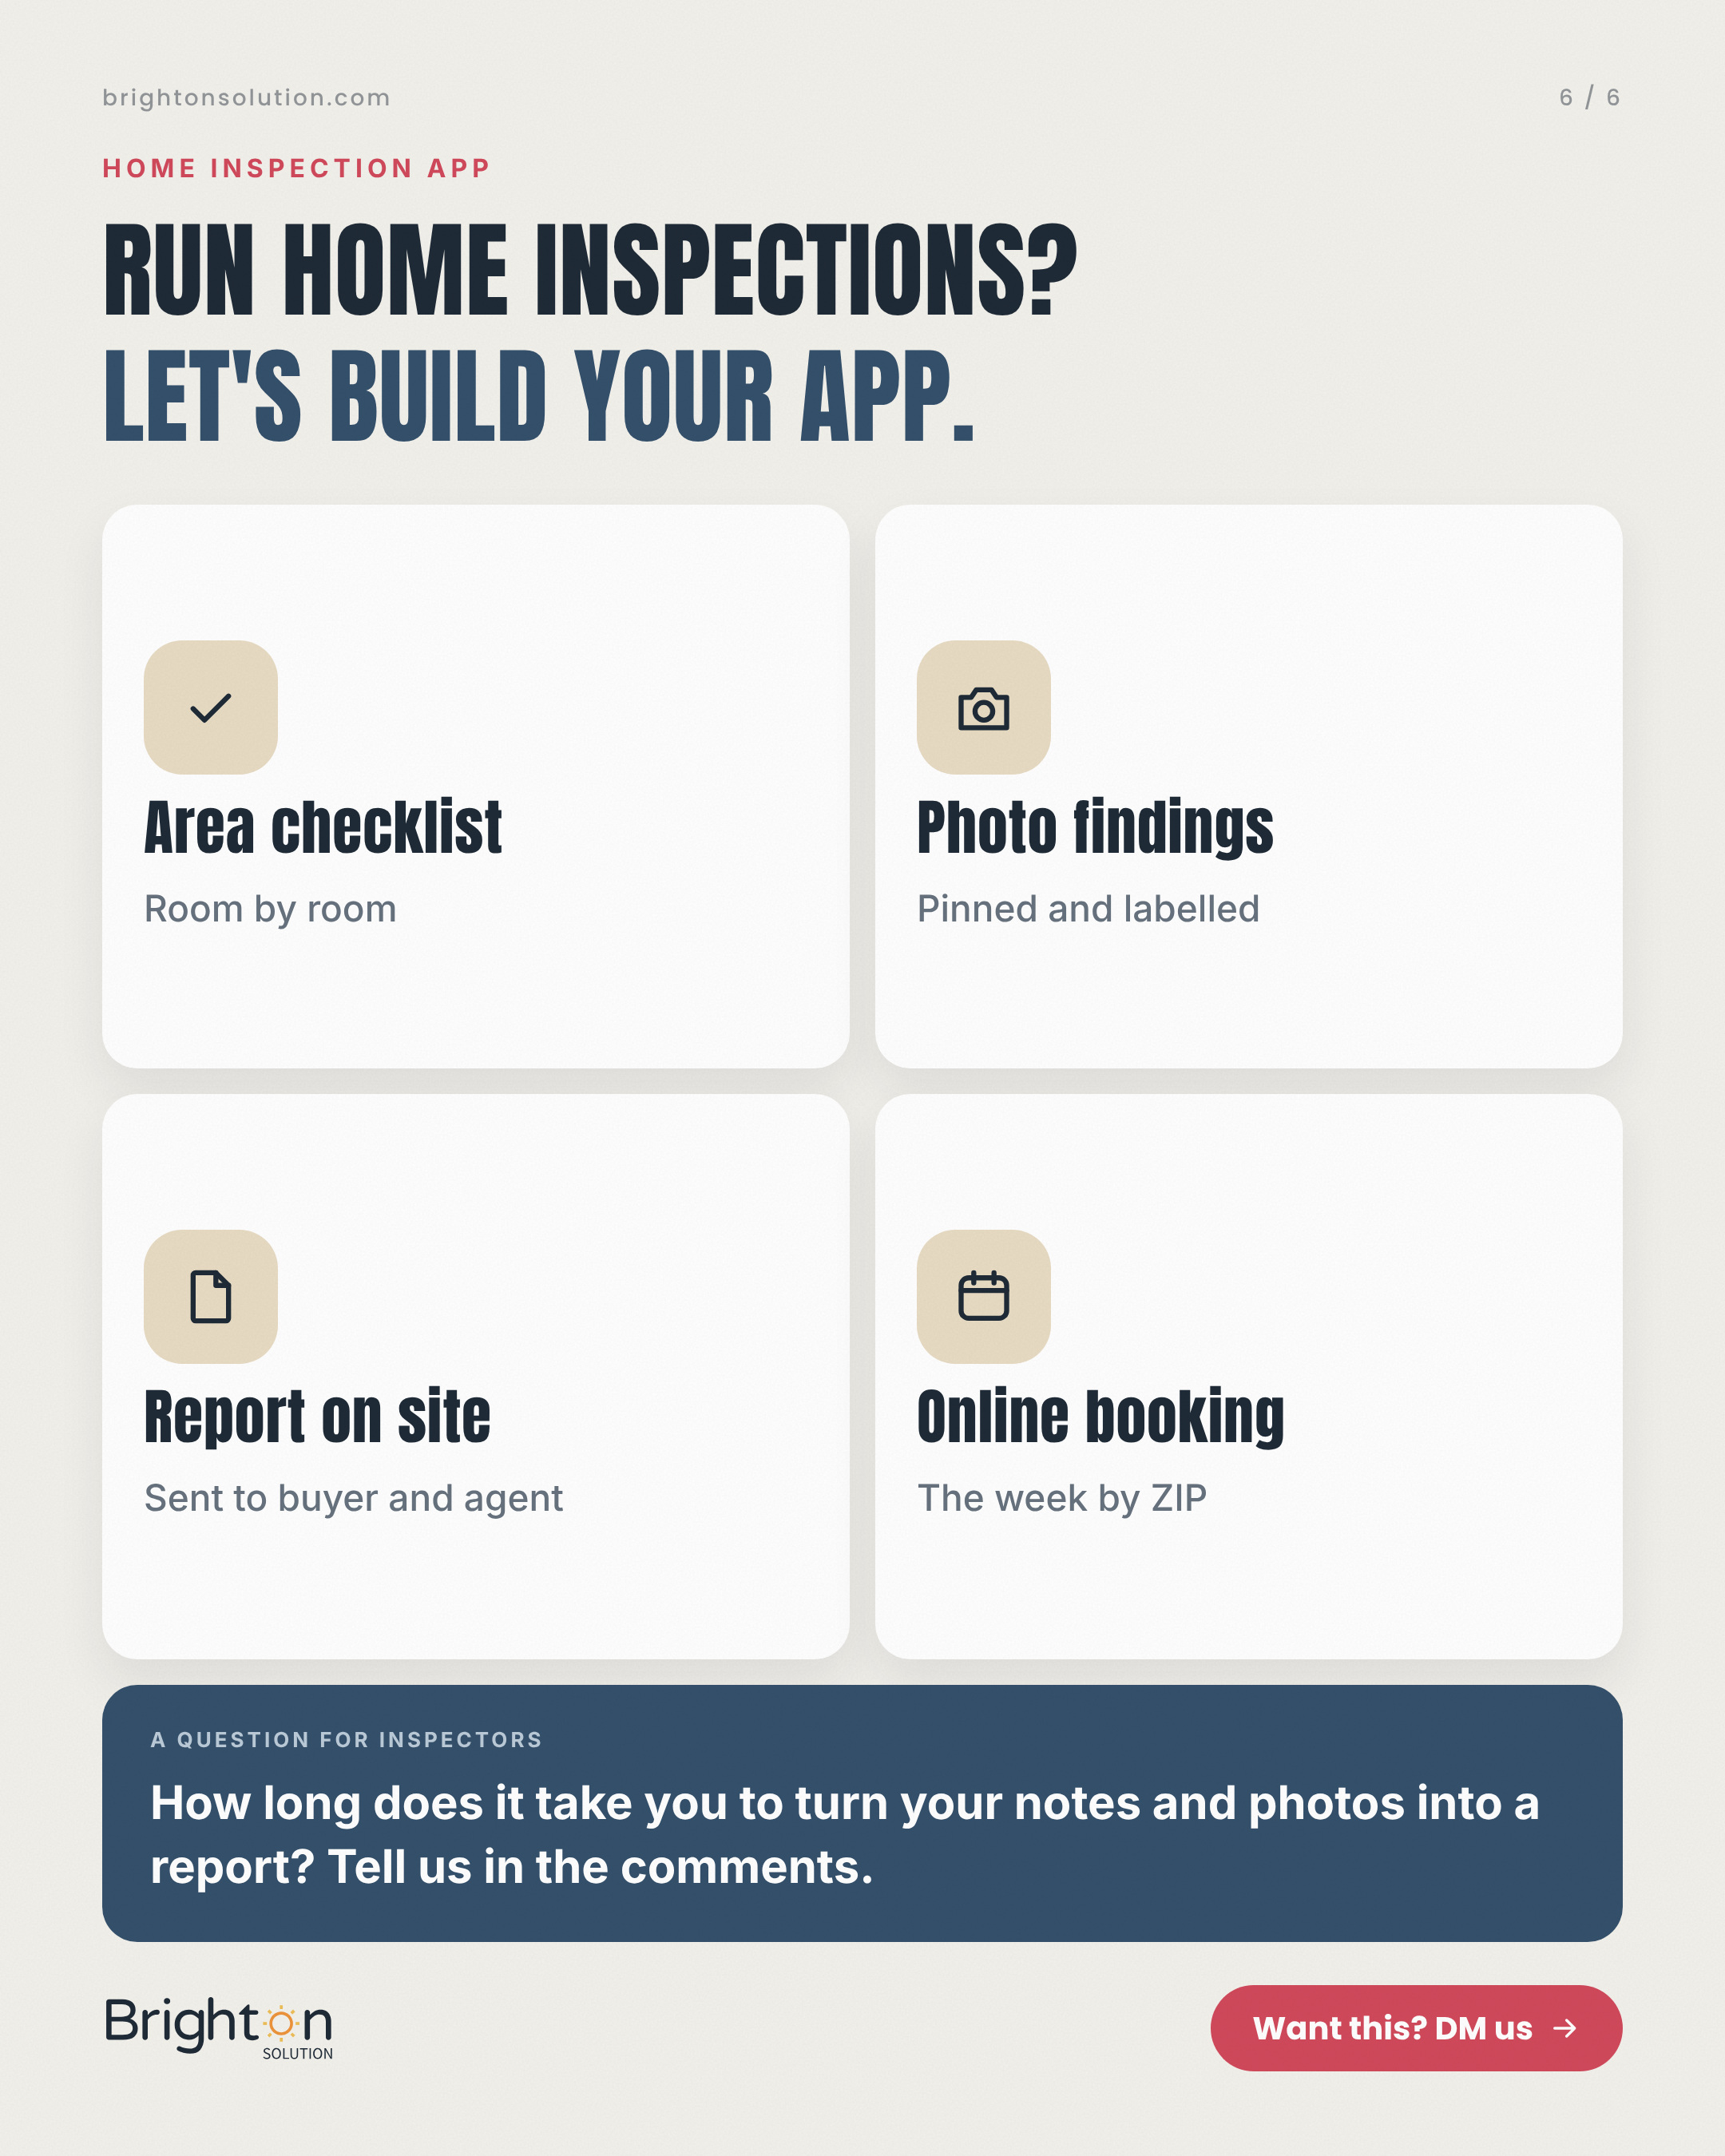 brightonsolution.com
6 / 6
HOME INSPECTION APP
RUN HOME INSPECTIONS?
LET'S BUILD YOUR APP.
Area checklist
Room by room
Photo findings
Pinned and labelled
Report on site
Sent to buyer and agent
Online booking
The week by ZIP
A QUESTION FOR INSPECTORS
How long does it take you to turn your notes and photos into a
report? Tell us in the comments.
Brighton
SOLUTION
Want this? DM us →